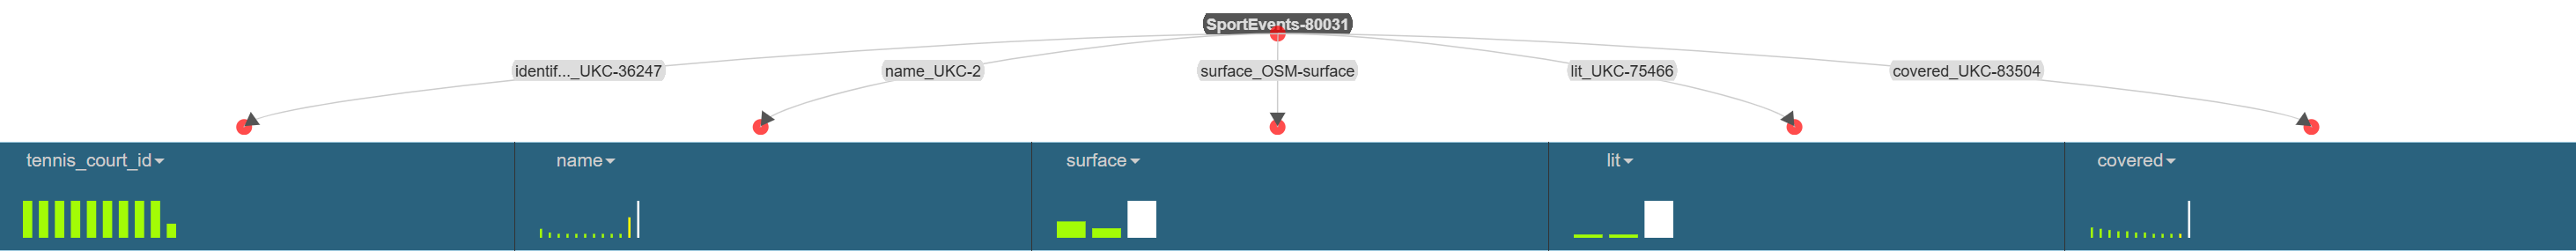 SportEvents-80031
identif..._UKC-36247
name_UKC-2
surface_OSM-surface
lit_UKC-75466
covered_UKC-83504
tennis_court_id
name
surface
lit
covered